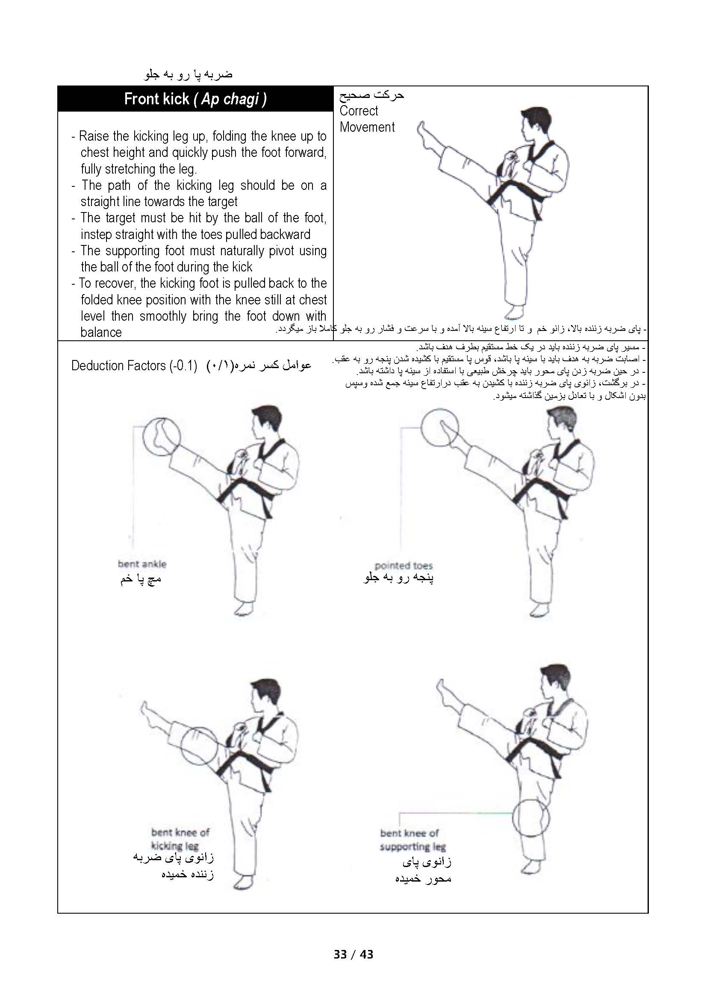 ضربه پا رو به جلو
Front kick ( Ap chagi )
- Raise the kicking leg up, folding the knee up to
chest height and quickly push the foot forward,
fully stretching the leg.
- The path of the kicking leg should be on a
straight line towards the target
- The target must be hit by the ball of the foot,
instep straight with the toes pulled backward
- The supporting foot must naturally pivot using
the ball of the foot during the kick
- To recover, the kicking foot is pulled back to the
folded knee position with the knee still at chest
level then smoothly bring the foot down with
balance
حرکت صحیح
Correct
Movement
- پای ضربه زننده بالا، زانو خم و تا ارتفاع سینه بالا آمده و با سرعت و فشار رو به جلو کاملا باز میگردد.
- مسیر پای ضربه زننده باید در یک خط مستقیم بطرف هدف باشد.
- اصابت ضربه به هدف باید با سینه پا باشد، قوس پا مستقیم با کشیده شدن پنجه رو به عقب.
- در حین ضربه زدن پای محور باید چرخش طبیعی با استفاده از سینه پا داشته باشد.
- در برگشت، زانوی پای ضربه زننده با کشیدن به عقب درارتفاع سینه جمع شده وسپس
بدون اشکال و با تعادل بزمین گذاشته میشود.
Deduction Factors (-0.1) عوامل کسر نمره(۰/۱)
bent ankle
مچ پا خم
pointed toes
پنجه رو به جلو
bent knee of
kicking leg
زانوی پای ضربه
زننده خمیده
bent knee of
supporting leg
زانوی پای
محور خمیده
33 / 43